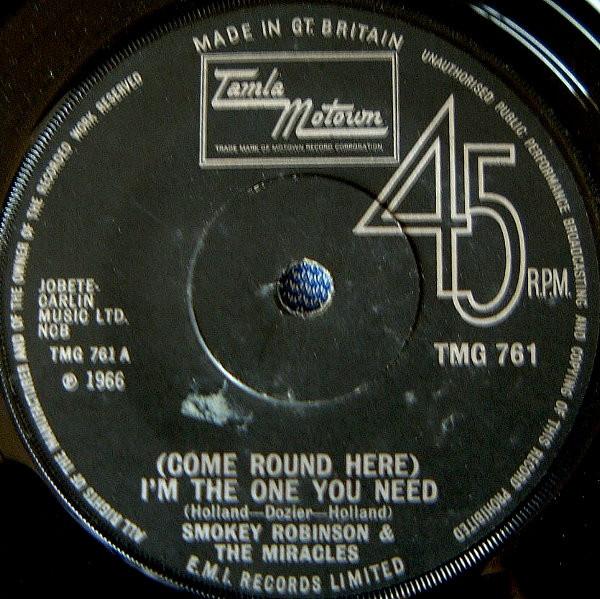 MADE IN GT. BRITAIN
UNAUTHORISED PUBLIC PERFORMANCE BROADCASTING AND COPYING OF THIS RECORD PROHIBITED
ALL RIGHTS OF THE MANUFACTURER AND OF THE OWNER OF THE RECORDED WORK RESERVED
Tamla
Motown
TRADE MARK OF MOTOWN RECORD CORPORATION
45
R.P.M.
JOBETE-
CARLIN
MUSIC LTD.
NCB
TMG 761 A
℗ 1966
TMG 761
(COME ROUND HERE)
I'M THE ONE YOU NEED
(Holland—Dozier—Holland)
SMOKEY ROBINSON &
THE MIRACLES
E.M.I. RECORDS LIMITED